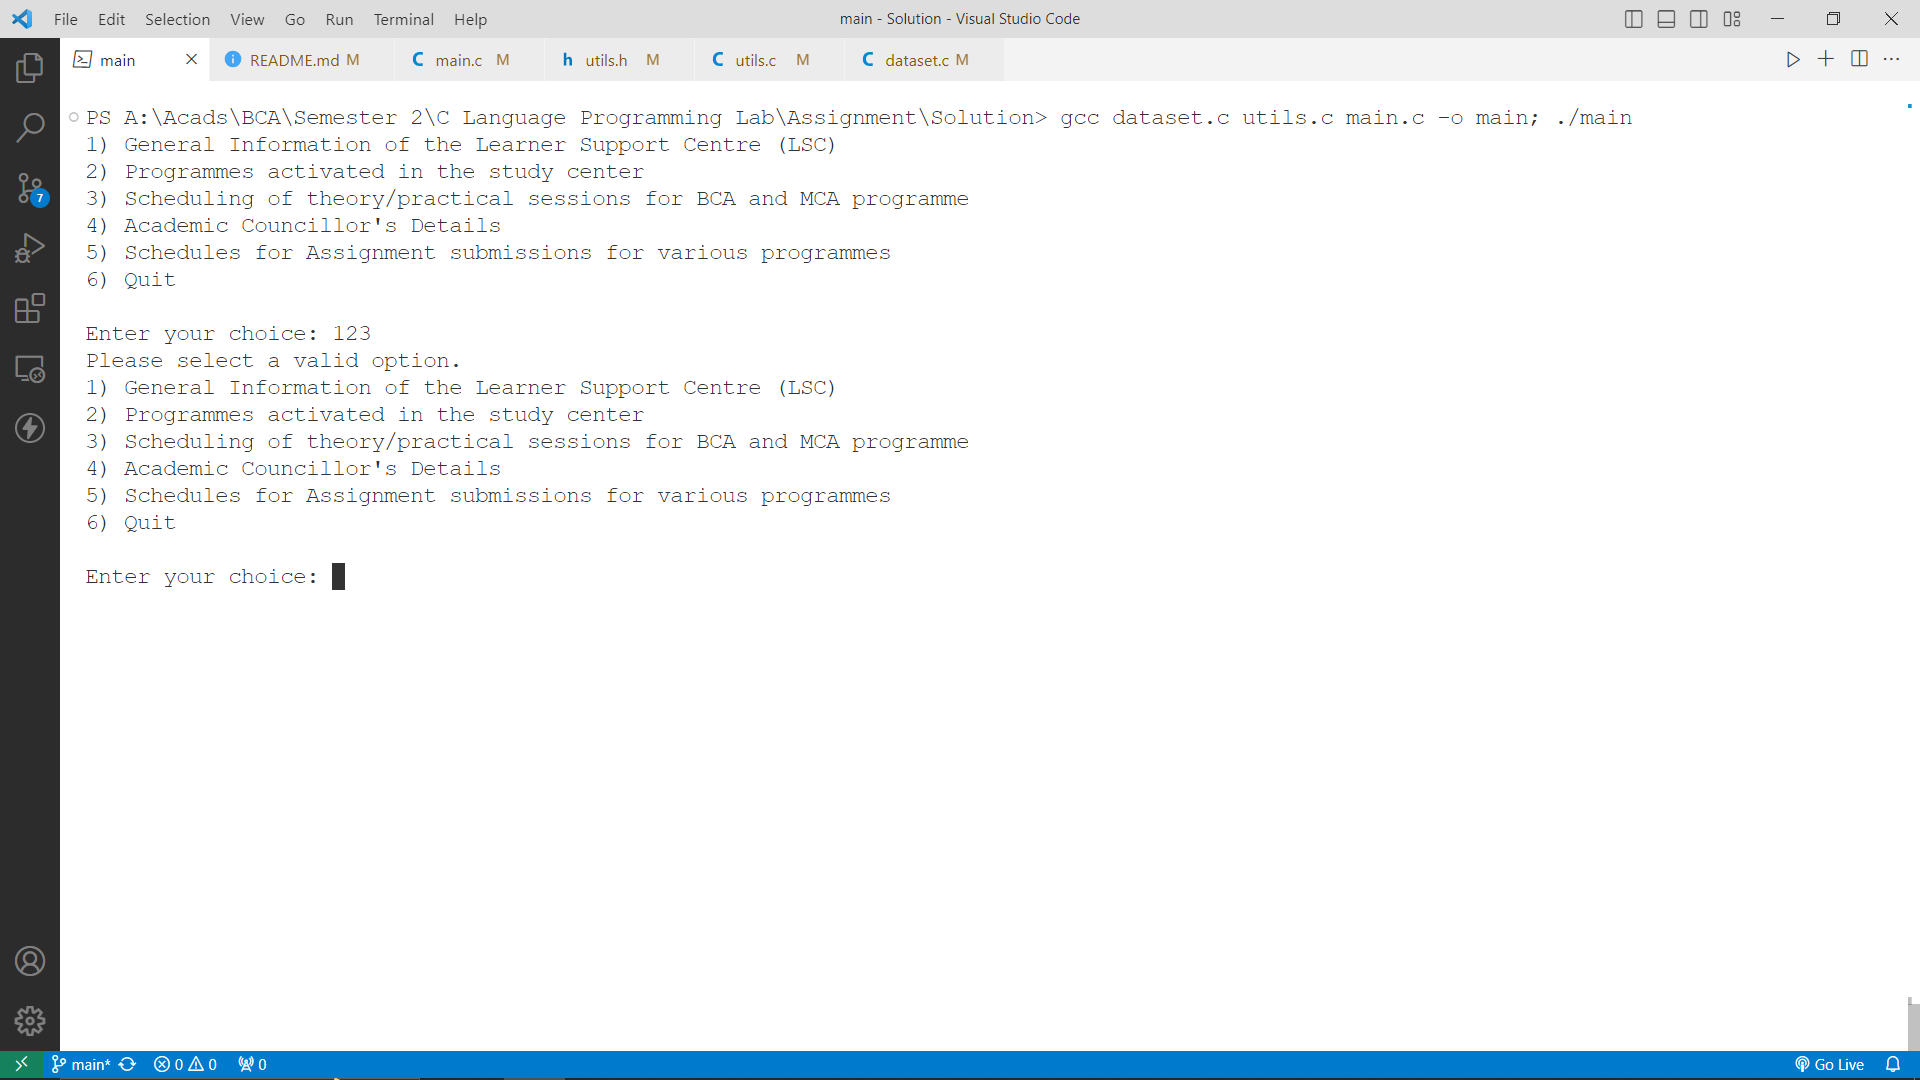 File Edit Selection View Go Run Terminal Help
main - Solution - Visual Studio Code
main
README.md M
C main.c M
h utils.h M
C utils.c M
C dataset.c M
PS A:\Acads\BCA\Semester 2\C Language Programming Lab\Assignment\Solution> gcc dataset.c utils.c main.c -o main; ./main
1) General Information of the Learner Support Centre (LSC)
2) Programmes activated in the study center
3) Scheduling of theory/practical sessions for BCA and MCA programme
4) Academic Councillor's Details
5) Schedules for Assignment submissions for various programmes
6) Quit
Enter your choice: 123
Please select a valid option.
1) General Information of the Learner Support Centre (LSC)
2) Programmes activated in the study center
3) Scheduling of theory/practical sessions for BCA and MCA programme
4) Academic Councillor's Details
5) Schedules for Assignment submissions for various programmes
6) Quit
Enter your choice:
7
main* 0 0 0 Go Live